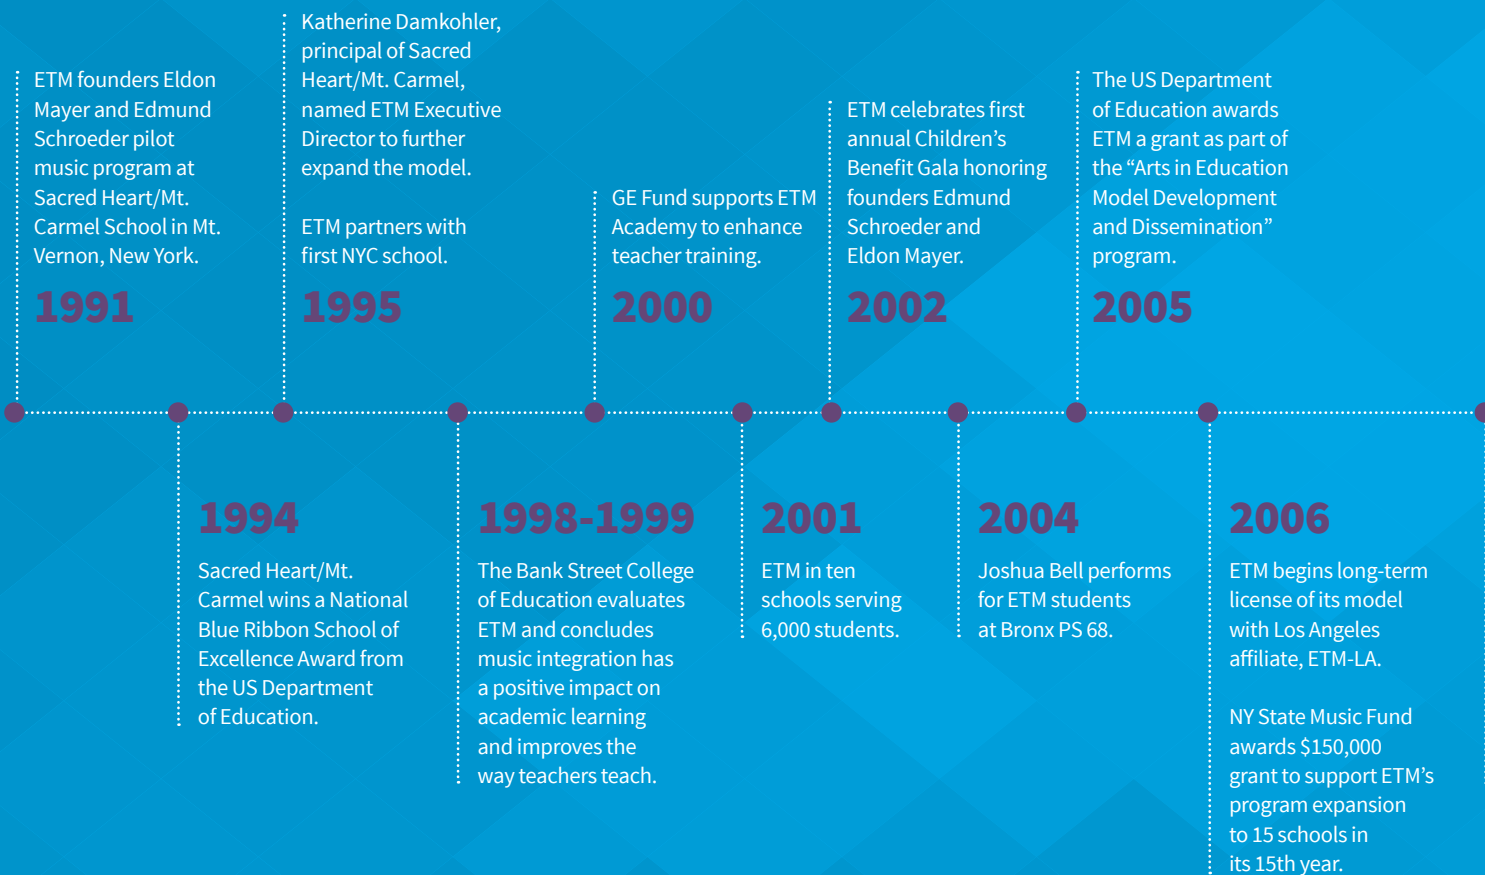 ETM founders Eldon
Mayer and Edmund
Schroeder pilot
music program at
Sacred Heart/Mt.
Carmel School in Mt.
Vernon, New York.
1991
Sacred Heart/Mt.
Carmel wins a National
Blue Ribbon School of
Excellence Award from
the US Department
of Education.
1994
Katherine Damkohler,
principal of Sacred
Heart/Mt. Carmel,
named ETM Executive
Director to further
expand the model.
ETM partners with
first NYC school.
1995
1998-1999
The Bank Street College
of Education evaluates
ETM and concludes
music integration has
a positive impact on
academic learning
and improves the
way teachers teach.
GE Fund supports ETM
Academy to enhance
teacher training.
2000
2001
ETM in ten
schools serving
6,000 students.
ETM celebrates first
annual Children’s
Benefit Gala honoring
founders Edmund
Schroeder and
Eldon Mayer.
2002
2004
Joshua Bell performs
for ETM students
at Bronx PS 68.
The US Department
of Education awards
ETM a grant as part of
the “Arts in Education
Model Development
and Dissemination”
program.
2005
2006
ETM begins long-term
license of its model
with Los Angeles
affiliate, ETM-LA.
NY State Music Fund
awards $150,000
grant to support ETM’s
program expansion
to 15 schools in
its 15th year.